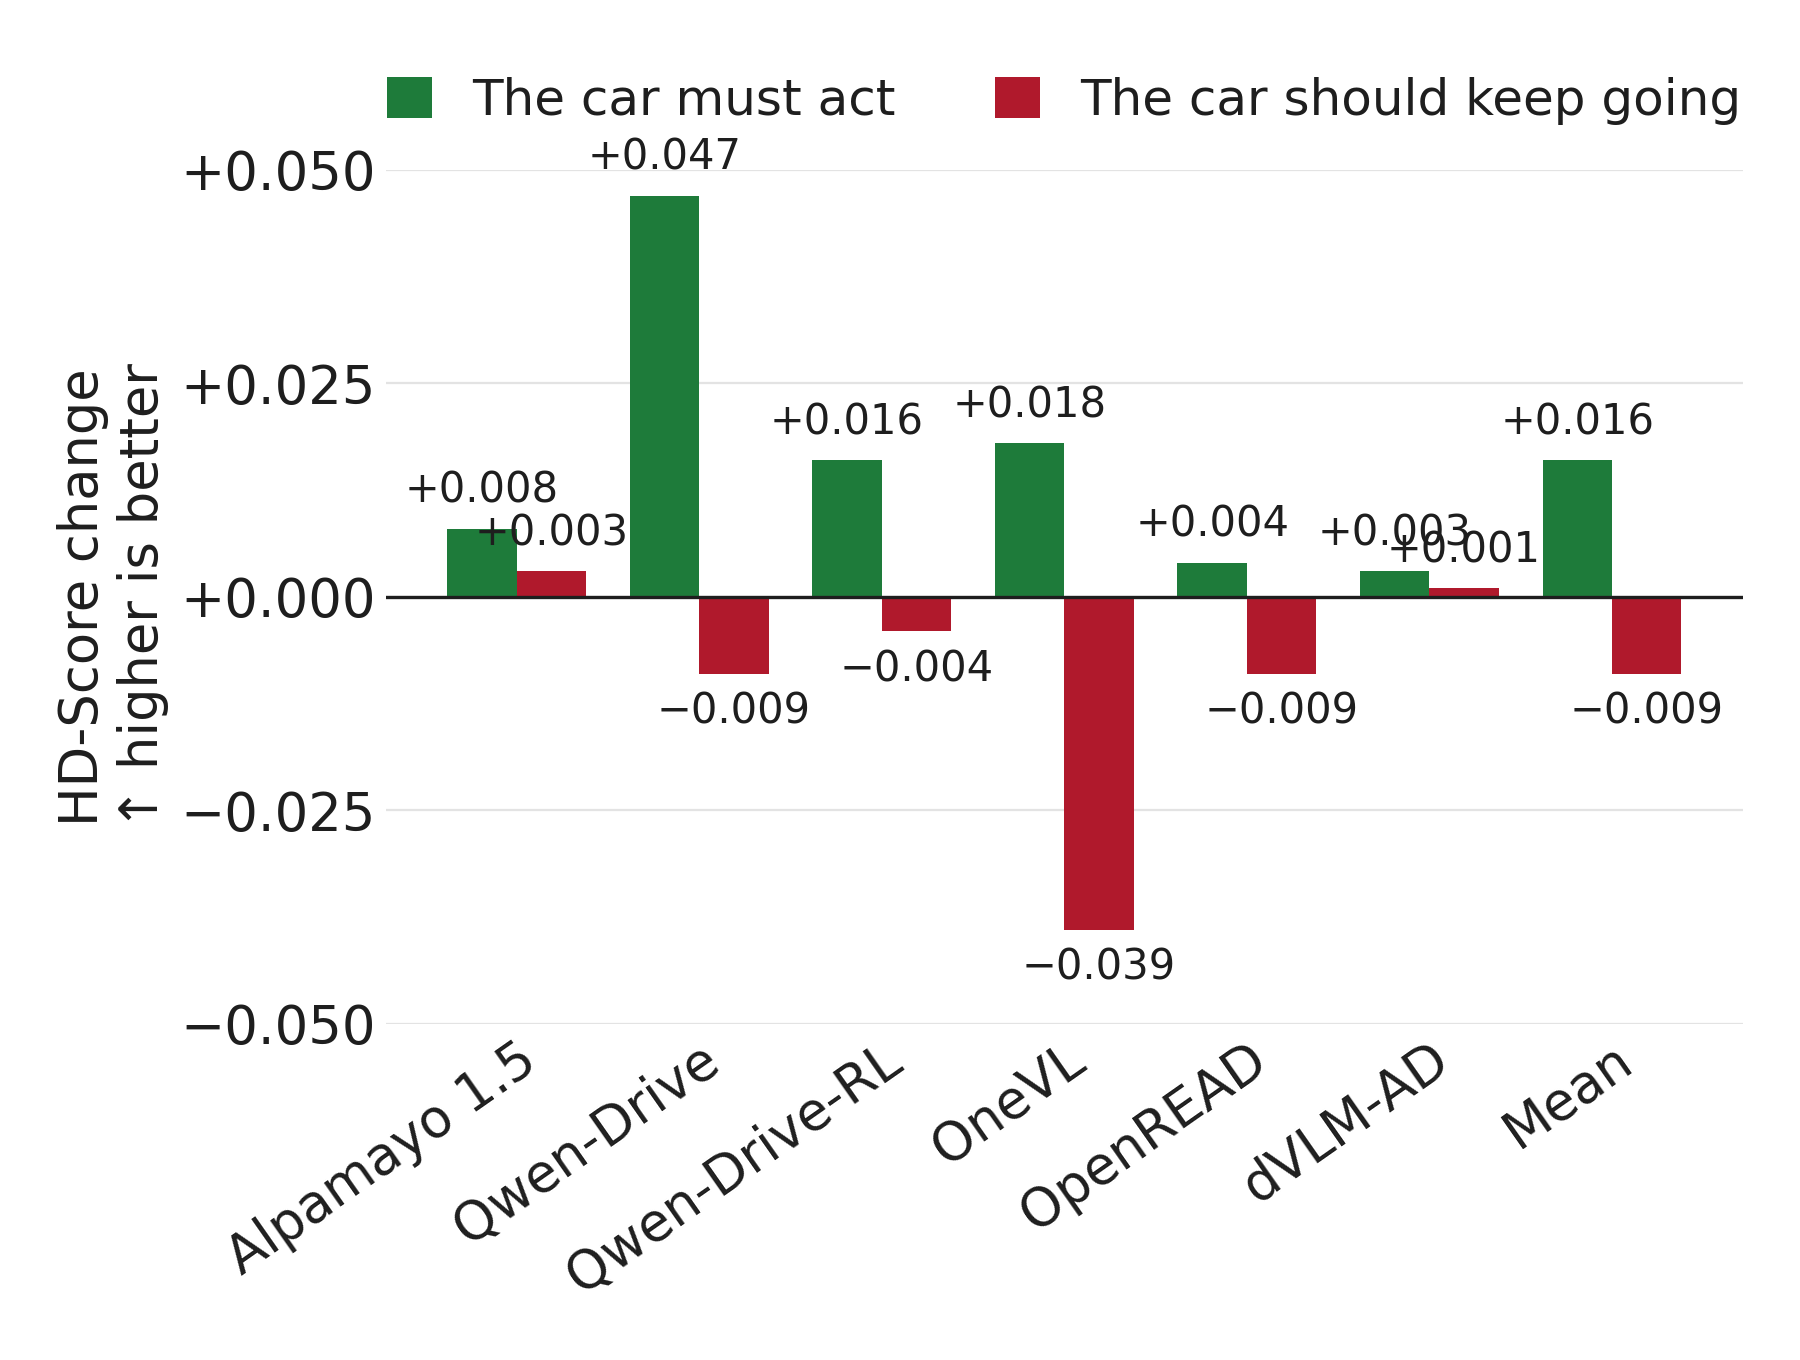 The car must act
The car should keep going
HD-Score change
↑ higher is better
+0.050
+0.025
+0.000
−0.025
−0.050
+0.008
+0.003
+0.047
−0.009
+0.016
−0.004
+0.018
−0.039
+0.004
−0.009
+0.003
+0.001
+0.016
−0.009
Alpamayo 1.5
Qwen-Drive
Qwen-Drive-RL
OneVL
OpenREAD
dVLM-AD
Mean